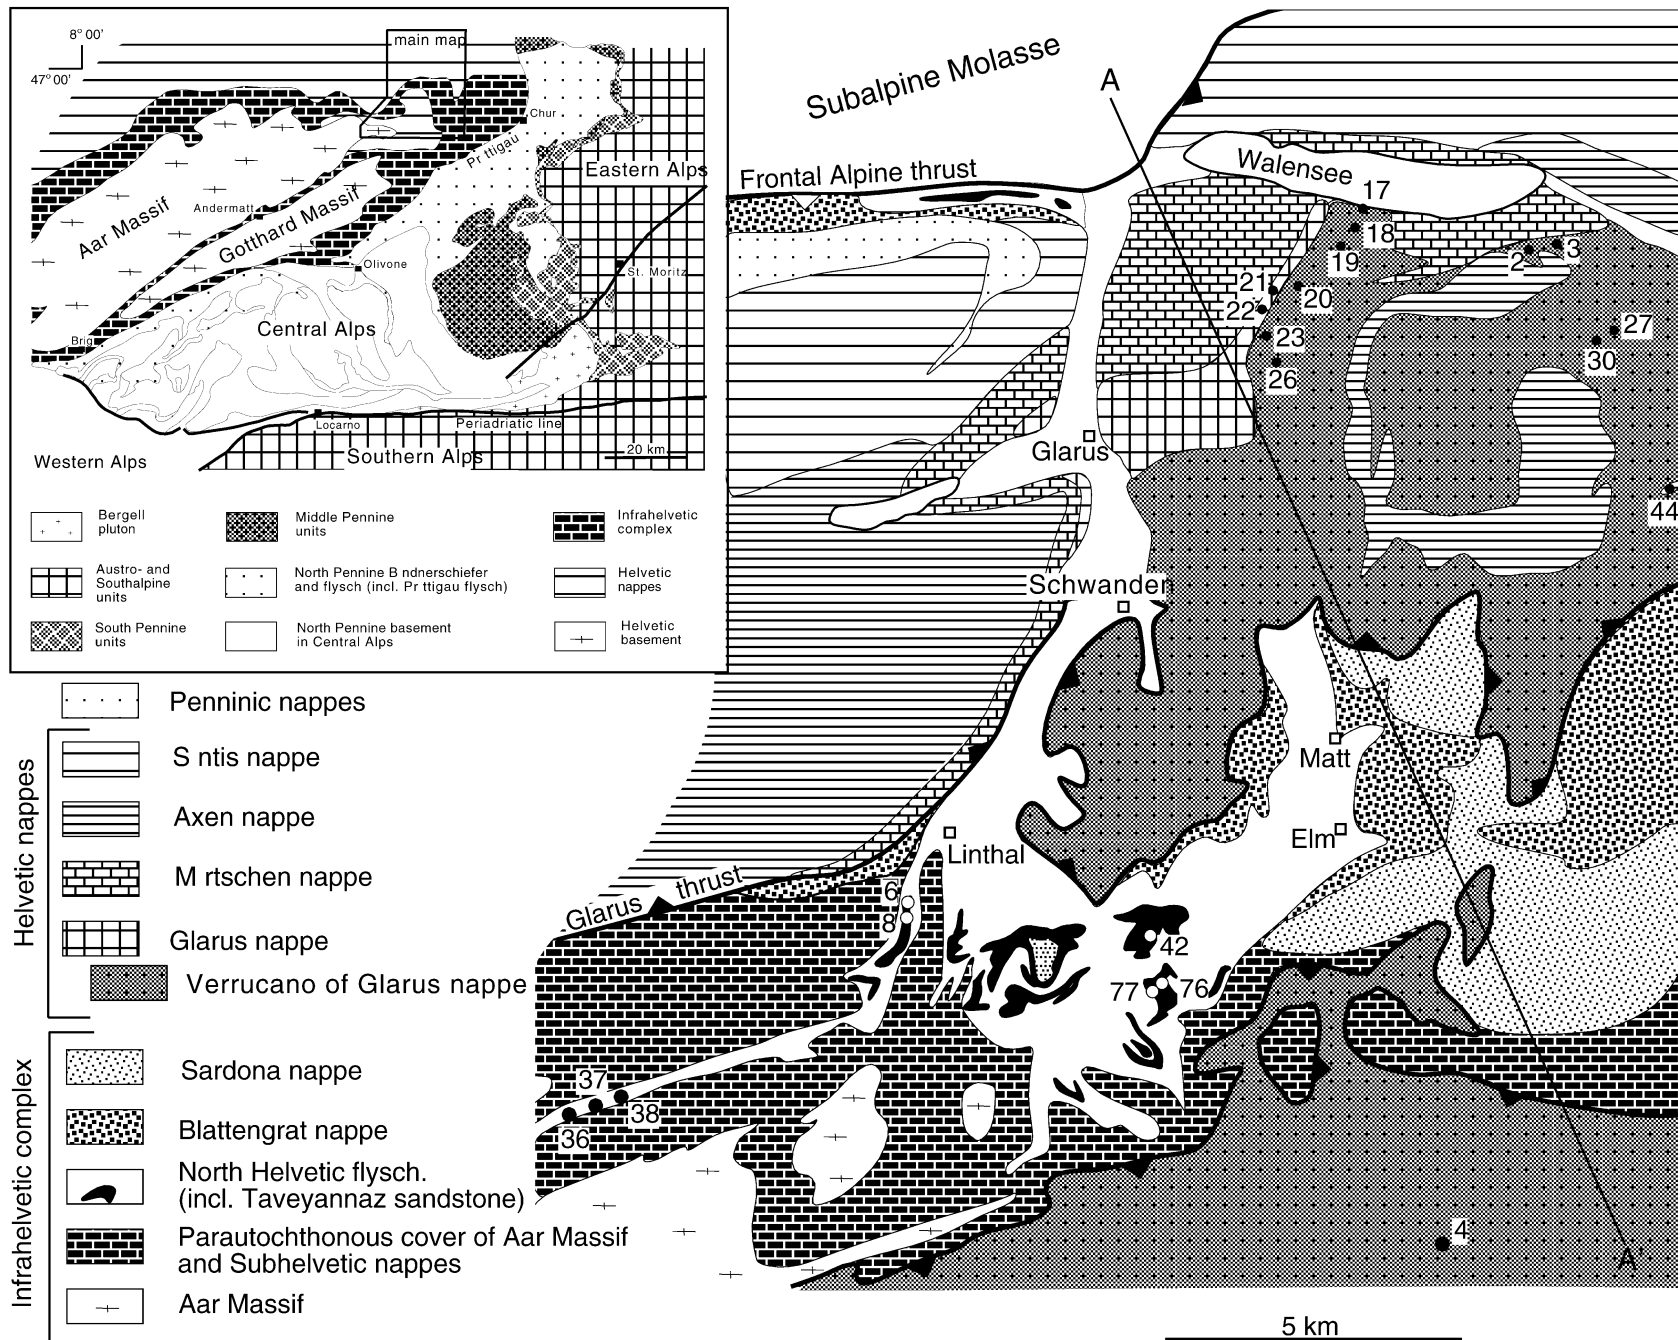 8° 00'
47° 00'
main map
Chur
Pr ttigau
Eastern Alps
Andermatt
Aar Massif
Gotthard Massif
Olivone
St. Moritz
Central Alps
Brig
Locarno
Periadriatic line
Western Alps
Southern Alps
20 km
Bergell
pluton
Middle Pennine
units
Infrahelvetic
complex
Austro- and
Southalpine
units
North Pennine B ndnerschiefer
and flysch (incl. Pr ttigau flysch)
Helvetic
nappes
South Pennine
units
North Pennine basement
in Central Alps
Helvetic
basement
Subalpine Molasse
A
Frontal Alpine thrust
Walensee
17
18
19
2
3
21
20
22
23
26
27
30
44
Glarus
Schwanden
Matt
Elm
Linthal
Glarus thrust
6
8
42
77
76
37
38
36
4
A'
5 km
Penninic nappes
Helvetic nappes
S ntis nappe
Axen nappe
M rtschen nappe
Glarus nappe
Verrucano of Glarus nappe
Infrahelvetic complex
Sardona nappe
Blattengrat nappe
North Helvetic flysch.
(incl. Taveyannaz sandstone)
Parautochthonous cover of Aar Massif
and Subhelvetic nappes
Aar Massif